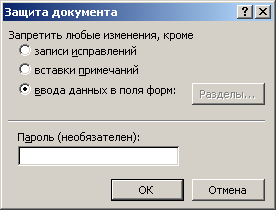 Защита документа
Запретить любые изменения, кроме
записи исправлений
вставки примечаний
ввода данных в поля форм:
Разделы...
Пароль (необязателен):
ОК
Отмена